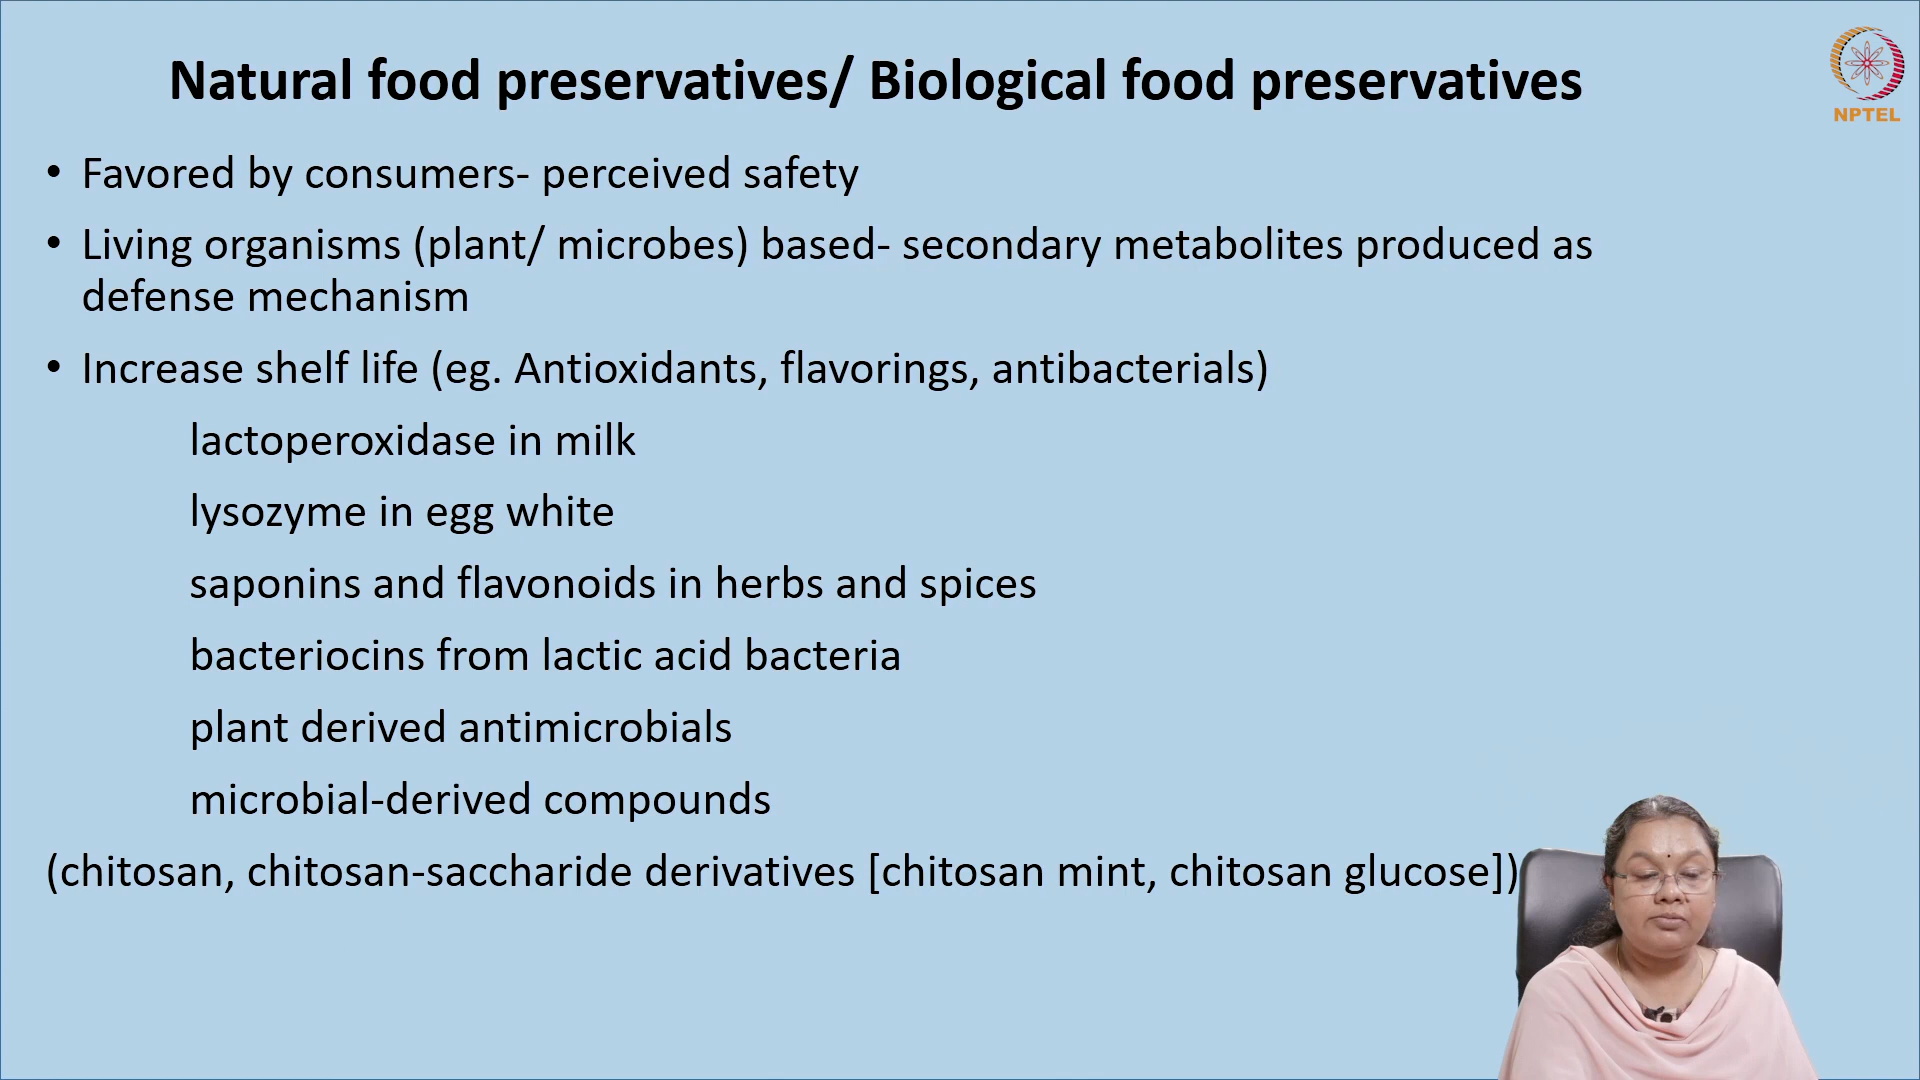 Natural food preservatives/ Biological food preservatives
NPTEL
• Favored by consumers- perceived safety
• Living organisms (plant/ microbes) based- secondary metabolites produced as
defense mechanism
• Increase shelf life (eg. Antioxidants, flavorings, antibacterials)
lactoperoxidase in milk
lysozyme in egg white
saponins and flavonoids in herbs and spices
bacteriocins from lactic acid bacteria
plant derived antimicrobials
microbial-derived compounds
(chitosan, chitosan-saccharide derivatives [chitosan mint, chitosan glucose])